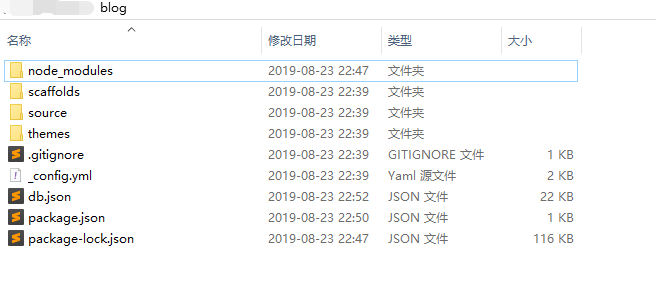 blog
名称 修改日期 类型 大小
node_modules 2019-08-23 22:47 文件夹
scaffolds 2019-08-23 22:39 文件夹
source 2019-08-23 22:39 文件夹
themes 2019-08-23 22:39 文件夹
.gitignore 2019-08-23 22:39 GITIGNORE 文件 1 KB
_config.yml 2019-08-23 22:39 Yaml 源文件 2 KB
db.json 2019-08-23 22:52 JSON 文件 22 KB
package.json 2019-08-23 22:50 JSON 文件 1 KB
package-lock.json 2019-08-23 22:47 JSON 文件 116 KB